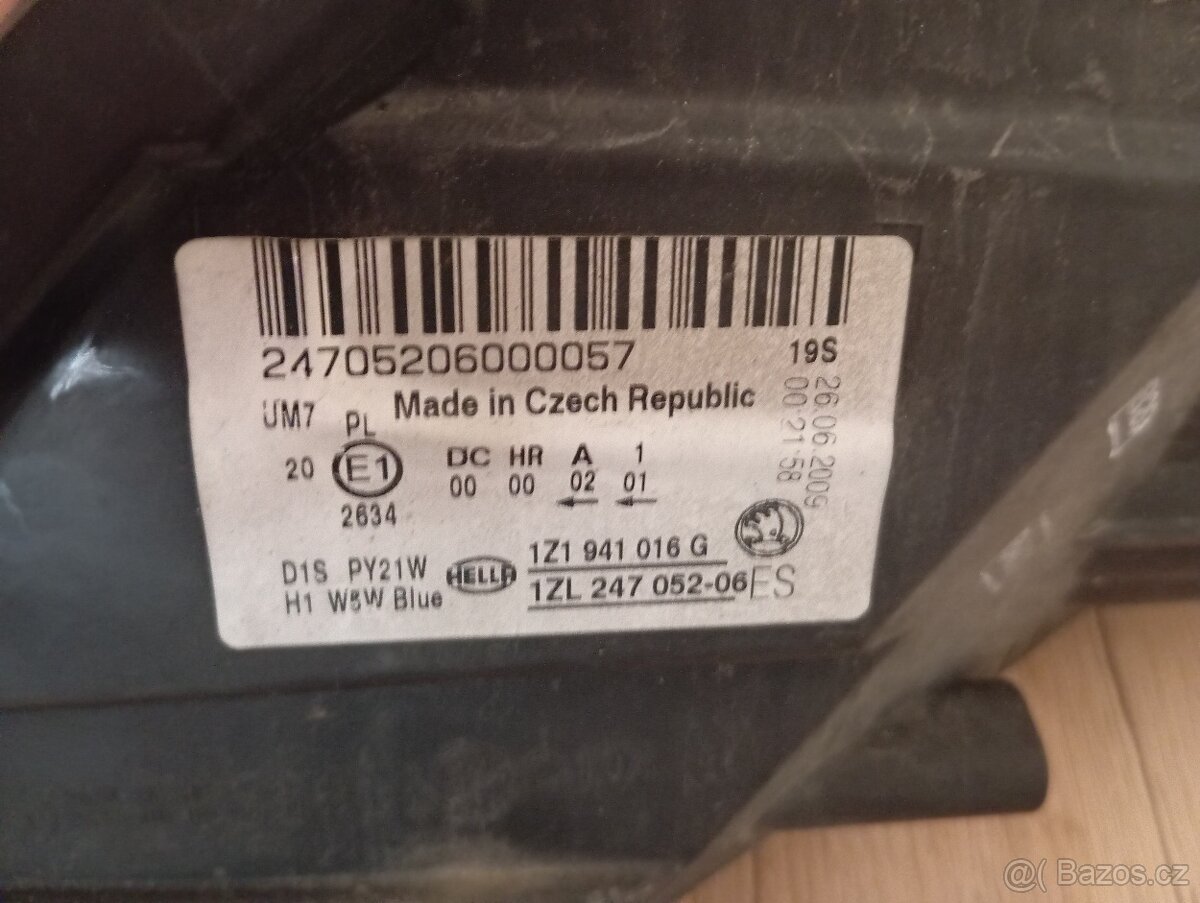 24705206000057
19S
26.06.2009
00:21:58
UM7
Made in Czech Republic
PL
20 E1
2634
DC HR A 1
00 00 02 01
D1S PY21W
H1 W5W Blue
HELLA
1Z1 941 016 G
1ZL 247 052-06 ES
@( Bazos.cz